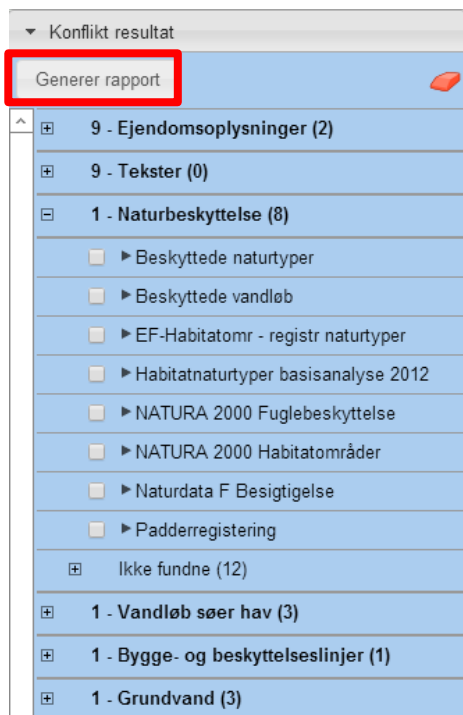 Konflikt resultat
Generer rapport
9 - Ejendomsoplysninger (2)
9 - Tekster (0)
1 - Naturbeskyttelse (8)
Beskyttede naturtyper
Beskyttede vandløb
EF-Habitatomr - registr naturtyper
Habitatnaturtyper basisanalyse 2012
NATURA 2000 Fuglebeskyttelse
NATURA 2000 Habitatområder
Naturdata F Besigtigelse
Padderregistering
Ikke fundne (12)
1 - Vandløb søer hav (3)
1 - Bygge- og beskyttelseslinjer (1)
1 - Grundvand (3)